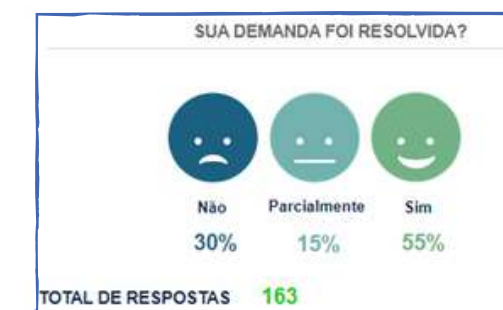 SUA DEMANDA FOI RESOLVIDA?
Não Parcialmente Sim
30% 15% 55%
TOTAL DE RESPOSTAS 163